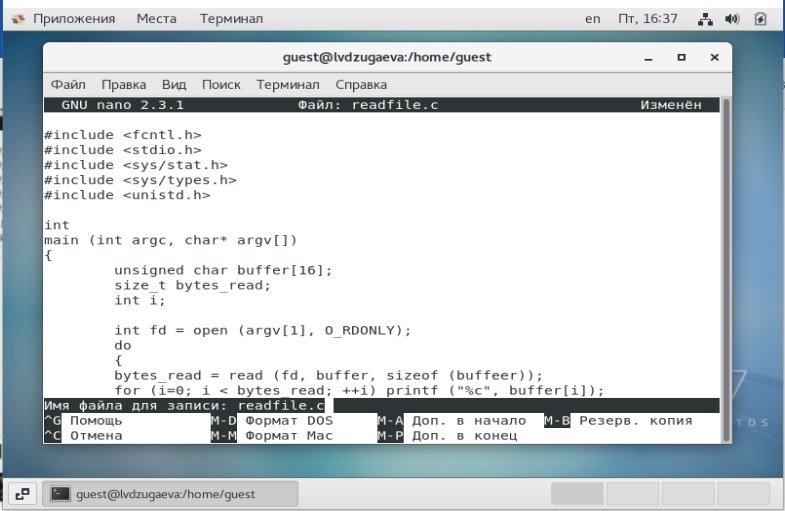 Приложения Места Терминал en Пт, 16:37
guest@lvdzugaeva:/home/guest
Файл Правка Вид Поиск Терминал Справка
GNU nano 2.3.1 Файл: readfile.c Изменён
#include <fcntl.h>
#include <stdio.h>
#include <sys/stat.h>
#include <sys/types.h>
#include <unistd.h>
int
main (int argc, char* argv[])
{
unsigned char buffer[16];
size_t bytes_read;
int i;
int fd = open (argv[1], O_RDONLY);
do
{
bytes_read = read (fd, buffer, sizeof (buffeer));
for (i=0; i < bytes_read; ++i) printf ("%c", buffer[i]);
Имя файла для записи: readfile.c
^G Помощь M-D Формат DOS M-A Доп. в начало M-B Резерв. копия
^C Отмена M-M Формат Mac M-P Доп. в конец
7
TOS
guest@lvdzugaeva:/home/guest